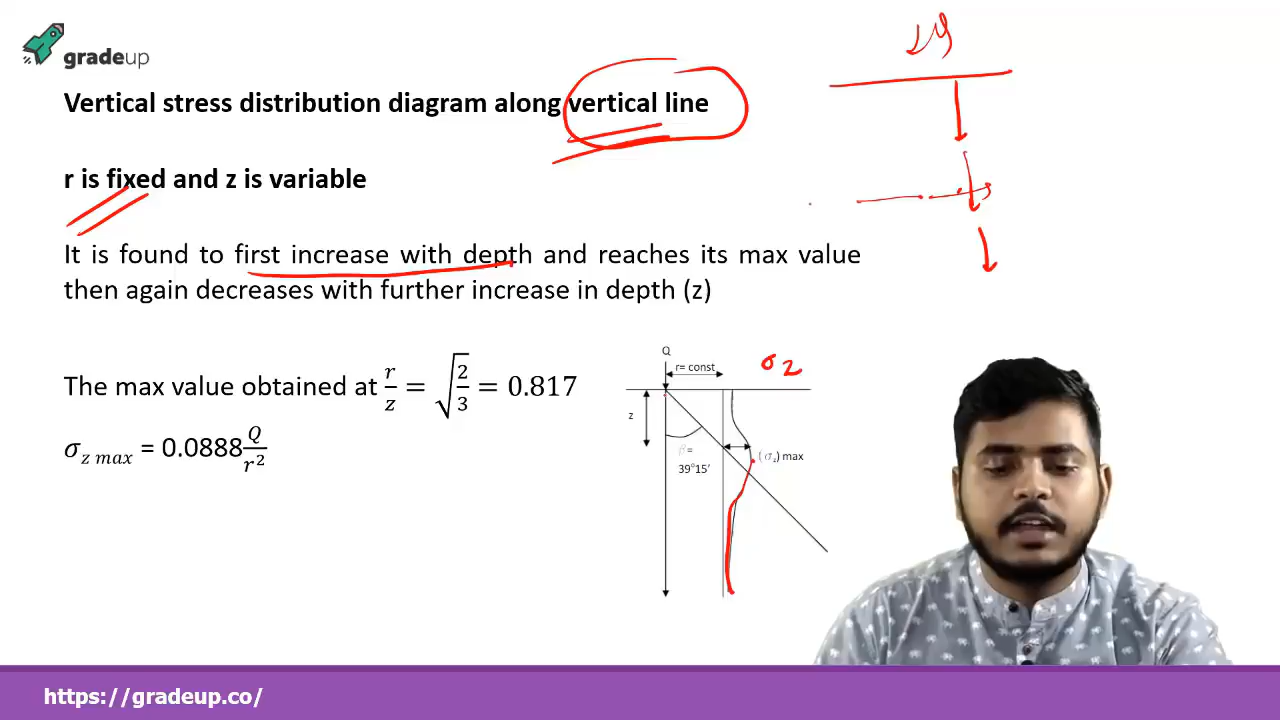 gradeup
Vertical stress distribution diagram along vertical line
r is fixed and z is variable
It is found to first increase with depth and reaches its max value
then again decreases with further increase in depth (z)
The max value obtained at r/z = √(2/3) = 0.817
σz max = 0.0888 Q/r²
Q
r= const
σz
z
β =
39°15'
(σz) max
https://gradeup.co/